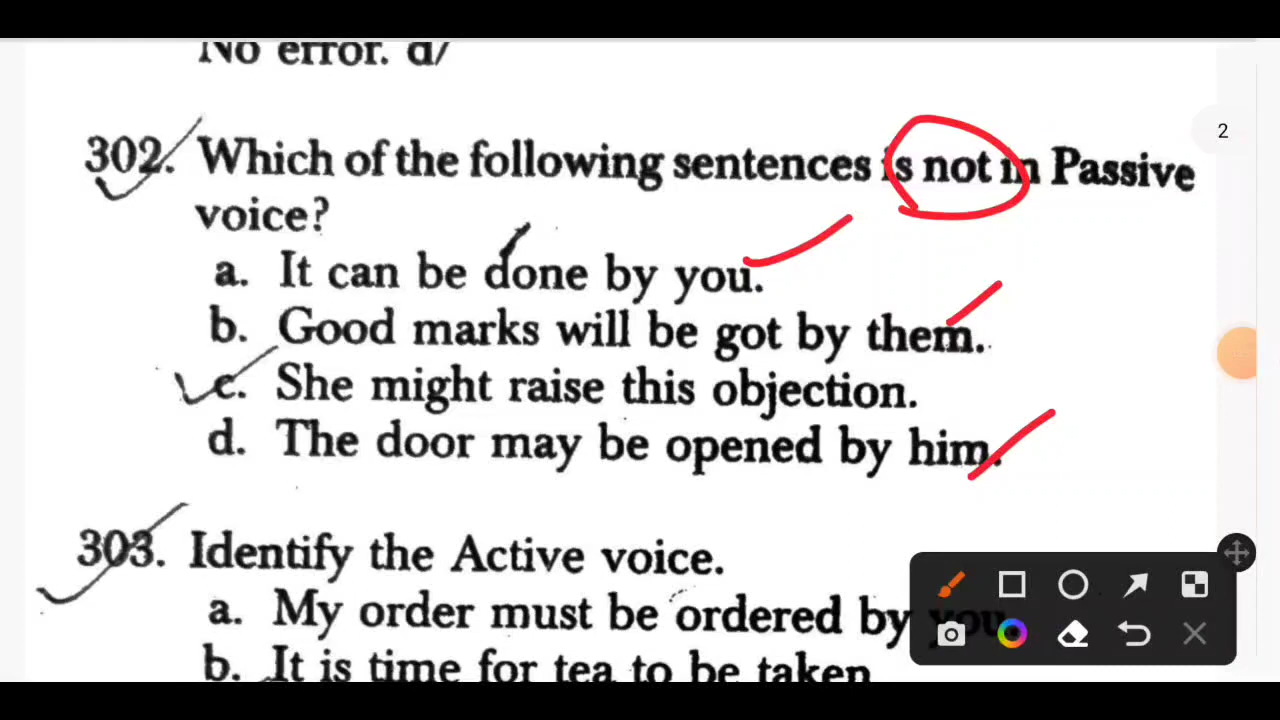 No error. d/
2
302. Which of the following sentences is not in Passive
voice?
a. It can be done by you.
b. Good marks will be got by them.
c. She might raise this objection.
d. The door may be opened by him.
303. Identify the Active voice.
a. My order must be ordered by you.
b. It is time for tea to be taken